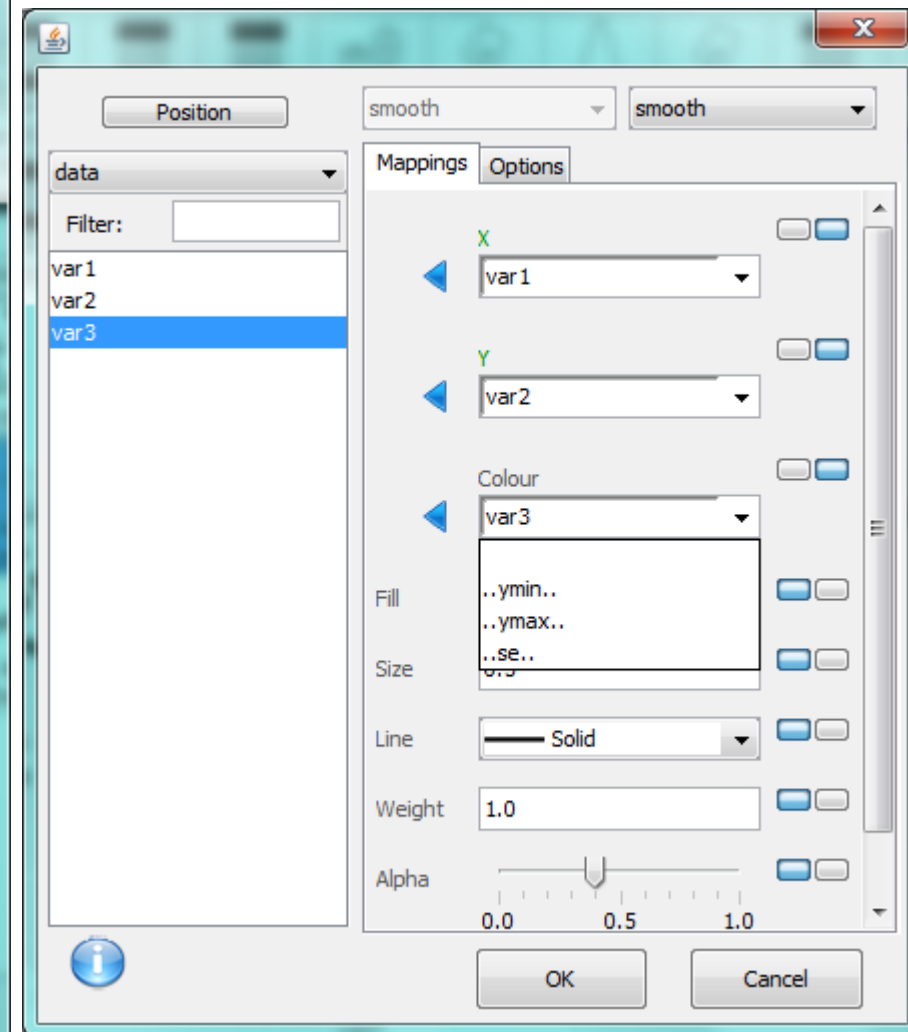 Position
smooth
smooth
data
Filter:
var1
var2
var3
Mappings
Options
X
var1
Y
var2
Colour
var3
..ymin..
..ymax..
..se..
Fill
Size
Line
Solid
Weight
1.0
Alpha
0.0 0.5 1.0
OK
Cancel